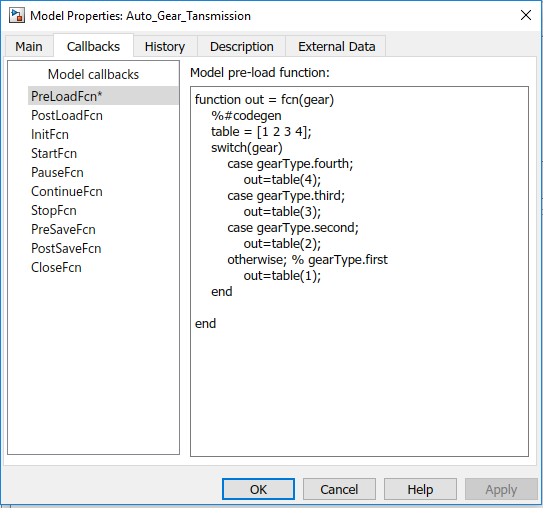 Model Properties: Auto_Gear_Tansmission
Main Callbacks History Description External Data
Model callbacks
PreLoadFcn*
PostLoadFcn
InitFcn
StartFcn
PauseFcn
ContinueFcn
StopFcn
PreSaveFcn
PostSaveFcn
CloseFcn
Model pre-load function:
function out = fcn(gear)
%#codegen
table = [1 2 3 4];
switch(gear)
case gearType.fourth;
out=table(4);
case gearType.third;
out=table(3);
case gearType.second;
out=table(2);
otherwise; % gearType.first
out=table(1);
end
end
OK Cancel Help Apply